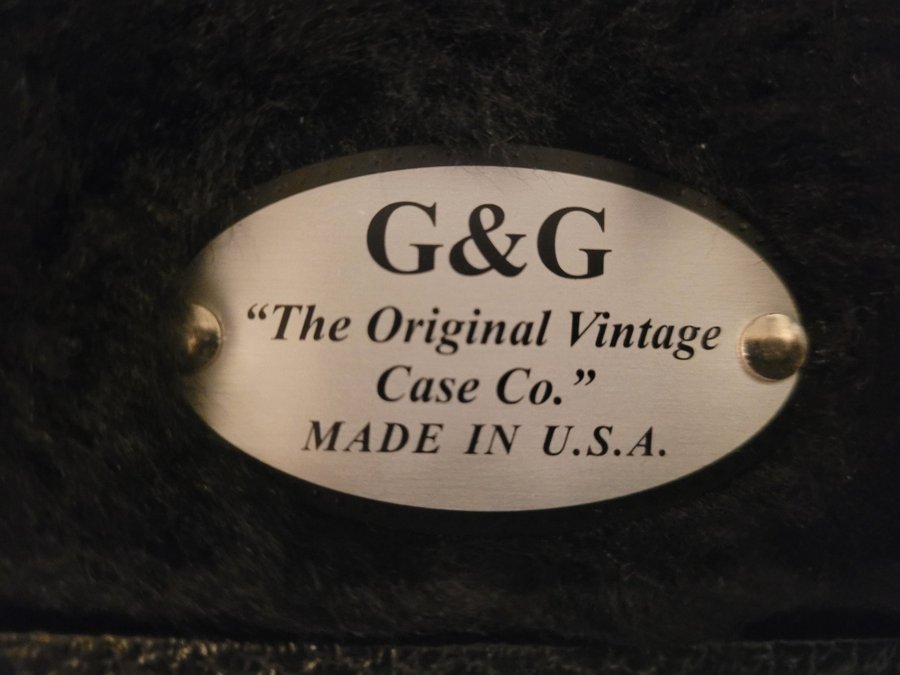 G&G
“The Original Vintage
Case Co.”
MADE IN U.S.A.